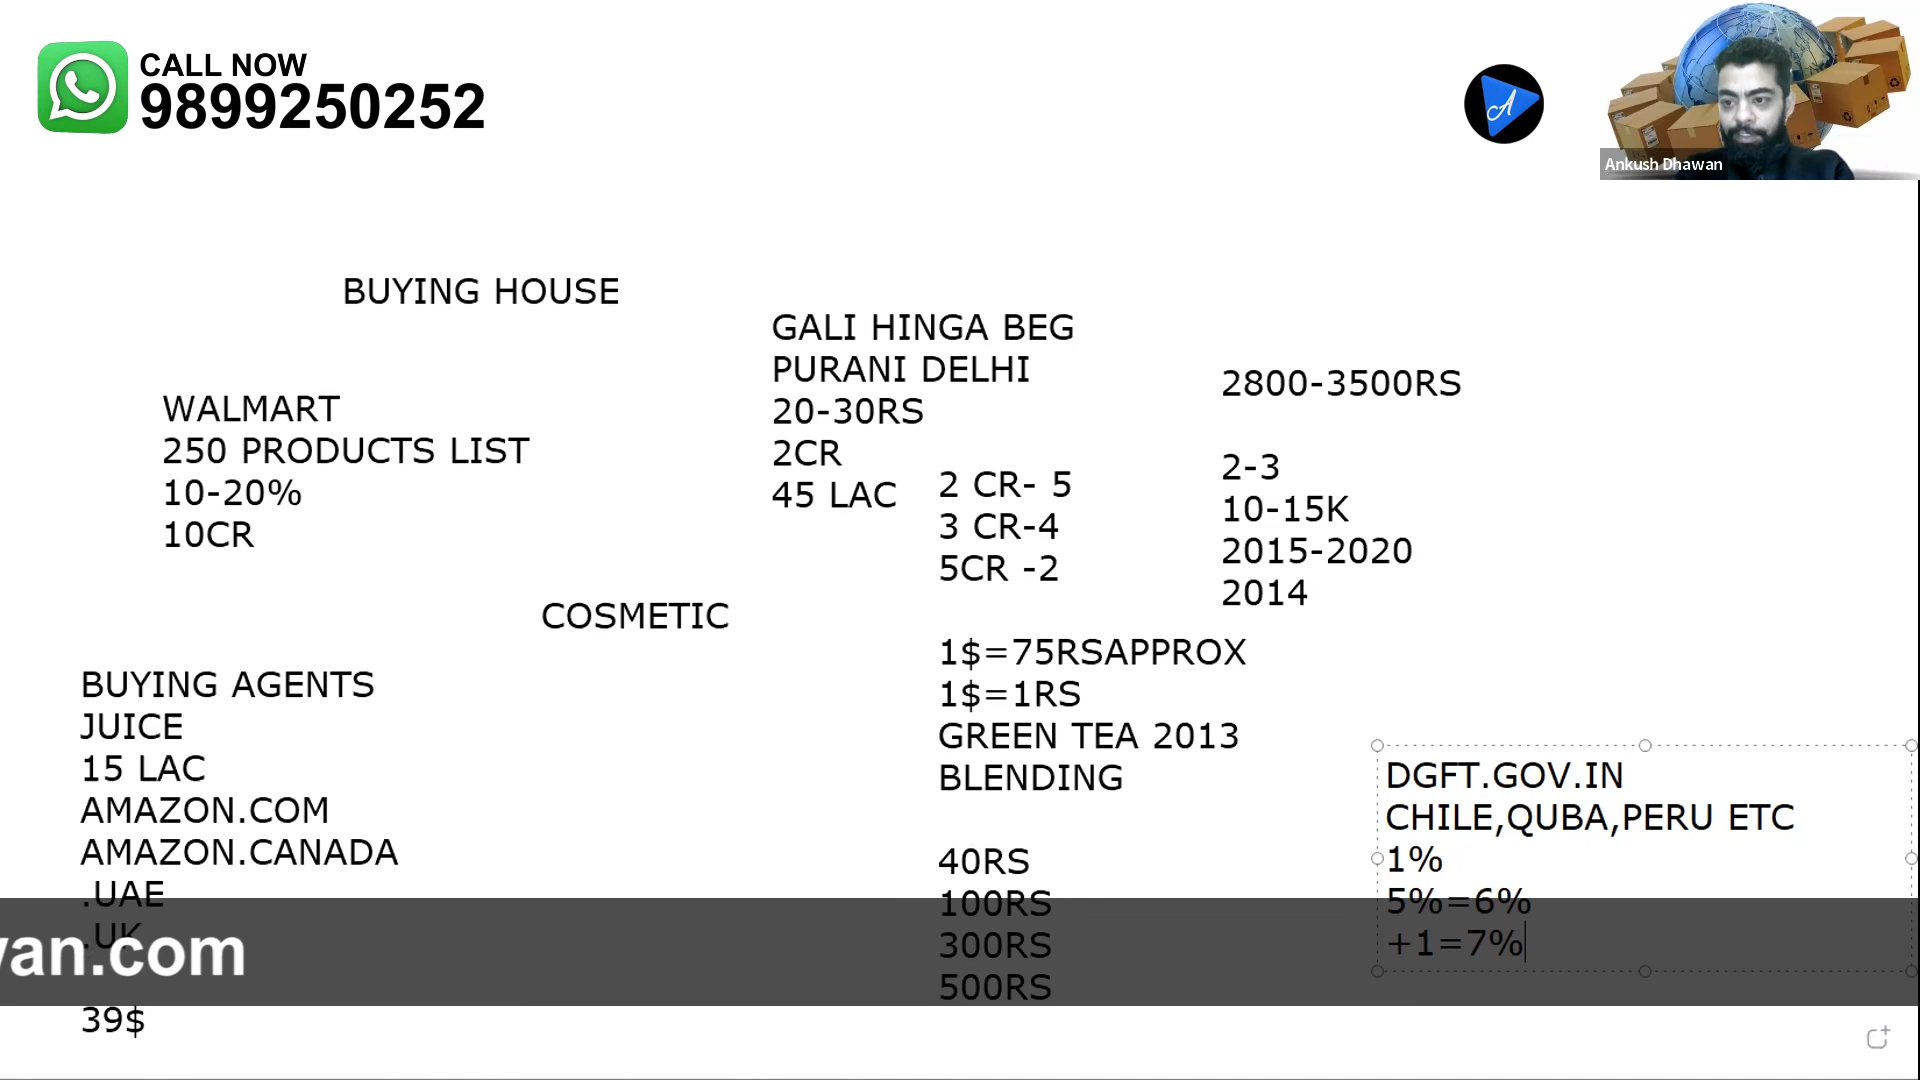 CALL NOW
9899250252
A
Ankush Dhawan
BUYING HOUSE
WALMART
250 PRODUCTS LIST
10-20%
10CR
GALI HINGA BEG
PURANI DELHI
20-30RS
2CR
45 LAC
2 CR- 5
3 CR-4
5CR -2
2800-3500RS
2-3
10-15K
2015-2020
2014
COSMETIC
BUYING AGENTS
JUICE
15 LAC
AMAZON.COM
AMAZON.CANADA
.UAE
.UK
39$
1$=75RSAPPROX
1$=1RS
GREEN TEA 2013
BLENDING
40RS
100RS
300RS
500RS
DGFT.GOV.IN
CHILE,QUBA,PERU ETC
1%
5%=6%
+1=7%
van.com